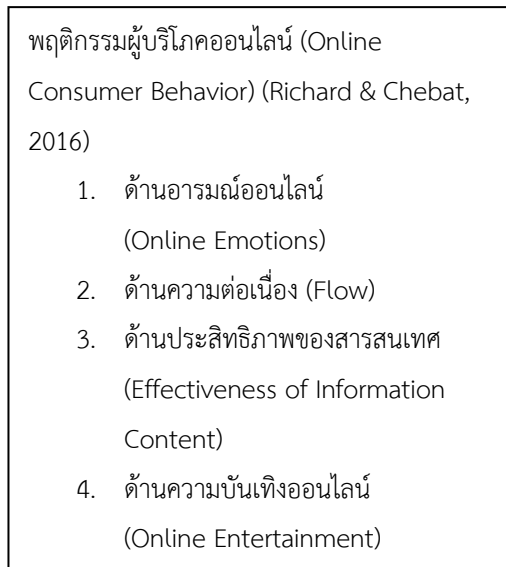 พฤติกรรมผู้บริโภคออนไลน์ (Online
Consumer Behavior) (Richard & Chebat,
2016)
1. ด้านอารมณ์ออนไลน์
(Online Emotions)
2. ด้านความต่อเนื่อง (Flow)
3. ด้านประสิทธิภาพของสารสนเทศ
(Effectiveness of Information
Content)
4. ด้านความบันเทิงออนไลน์
(Online Entertainment)